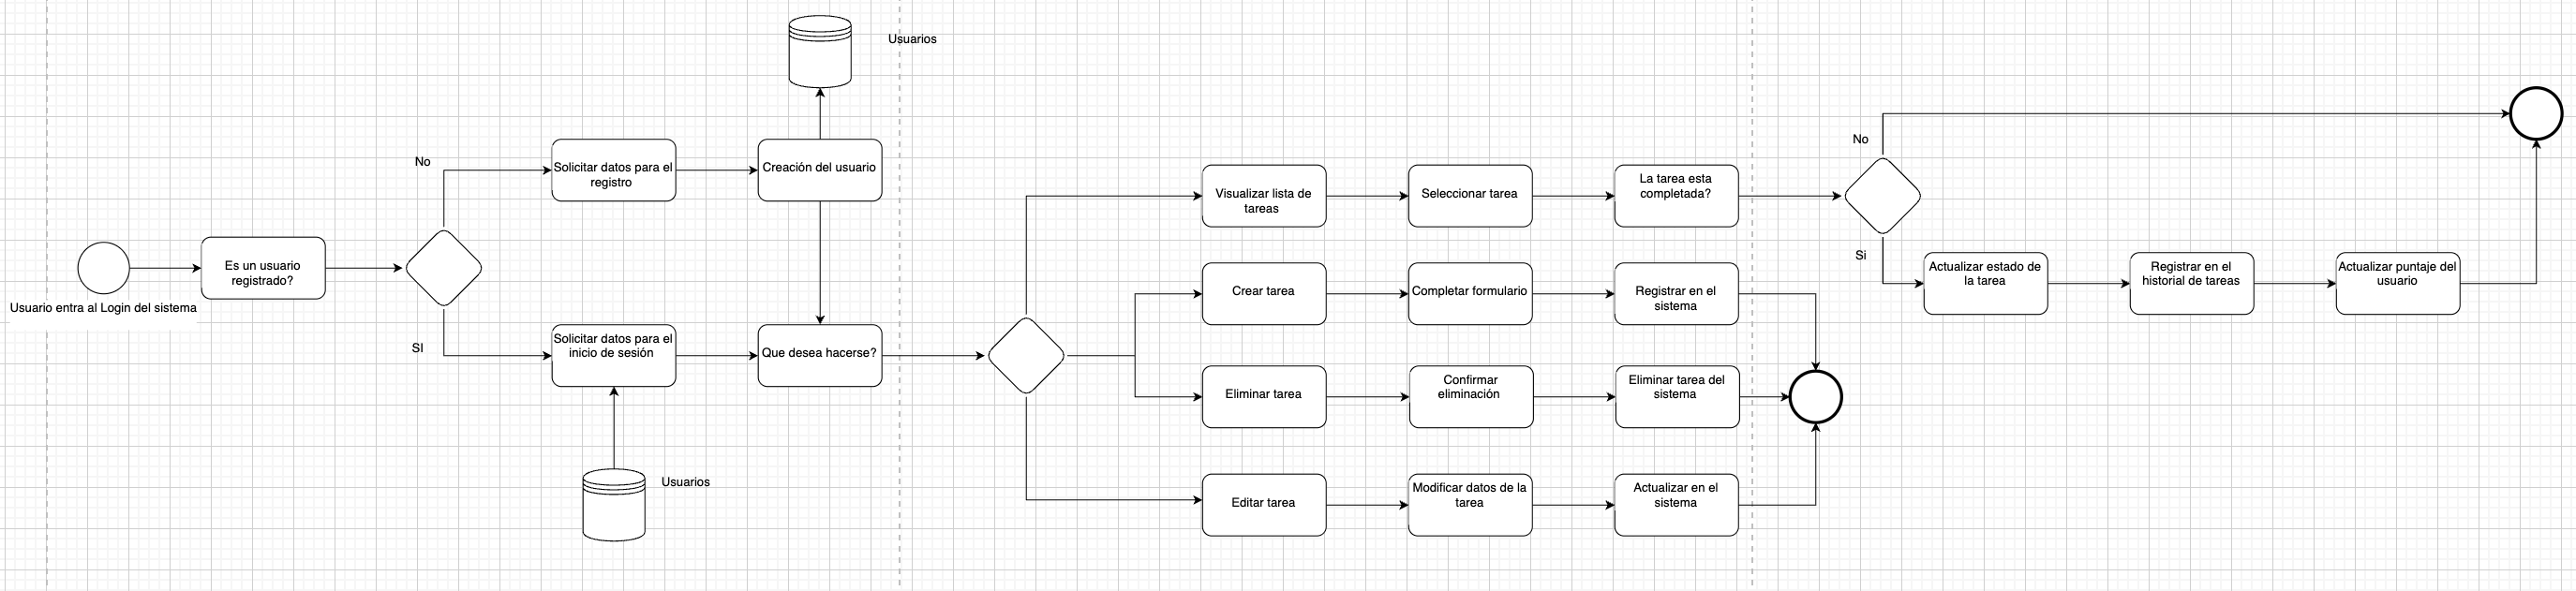 Usuario entra al Login del sistema
Es un usuario
registrado?
No
SI
Solicitar datos para el
registro
Creación del usuario
Usuarios
Solicitar datos para el
inicio de sesión
Usuarios
Que desea hacerse?
Visualizar lista de
tareas
Seleccionar tarea
La tarea esta
completada?
Crear tarea
Completar formulario
Registrar en el
sistema
Eliminar tarea
Confirmar
eliminación
Eliminar tarea del
sistema
Editar tarea
Modificar datos de la
tarea
Actualizar en el
sistema
No
Si
Actualizar estado de
la tarea
Registrar en el
historial de tareas
Actualizar puntaje del
usuario